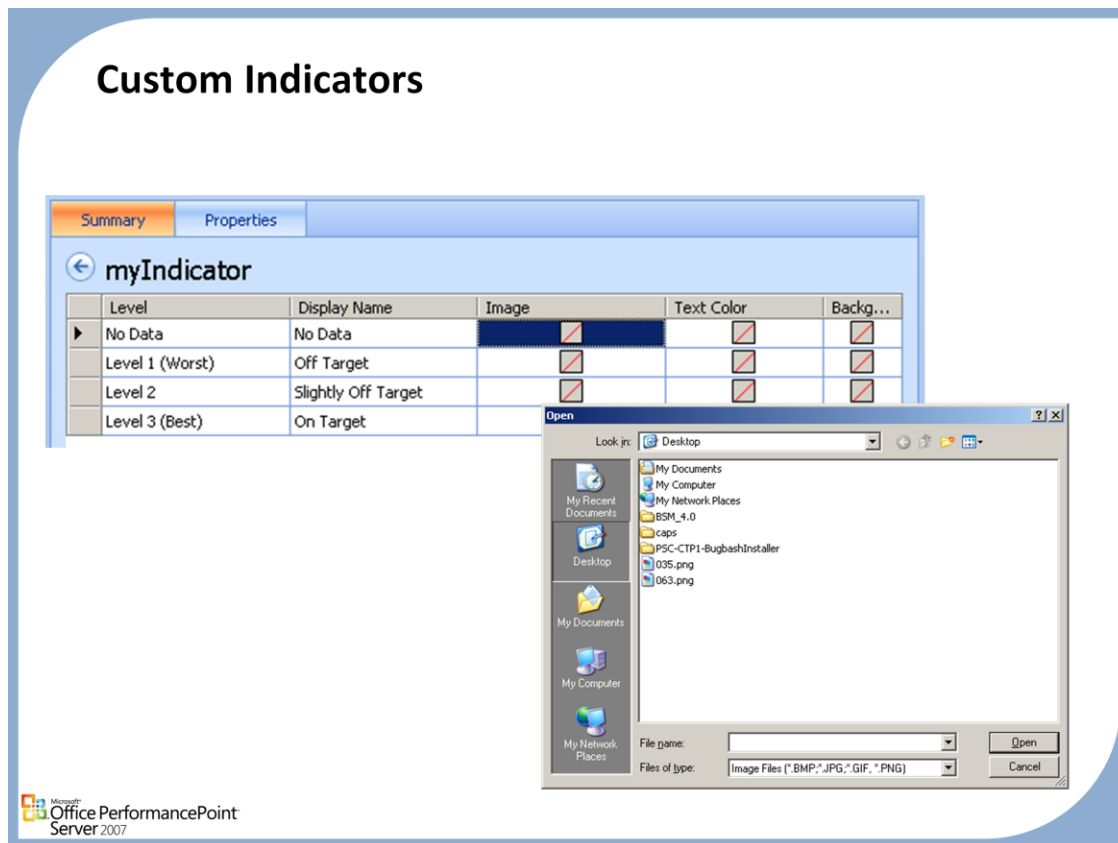 Custom Indicators
Summary Properties
myIndicator
Level Display Name Image Text Color Backg...
No Data No Data
Level 1 (Worst) Off Target
Level 2 Slightly Off Target
Level 3 (Best) On Target
Open
Look in: Desktop
My Recent Documents
Desktop
My Documents
My Computer
My Network Places
My Documents
My Computer
My Network Places
BSM_4.0
caps
PSC-CTP1-BugbashInstaller
035.png
063.png
File name: Open
Files of type: Image Files (*.BMP;*.JPG;*.GIF, *.PNG) Cancel
Microsoft
Office PerformancePoint
Server 2007